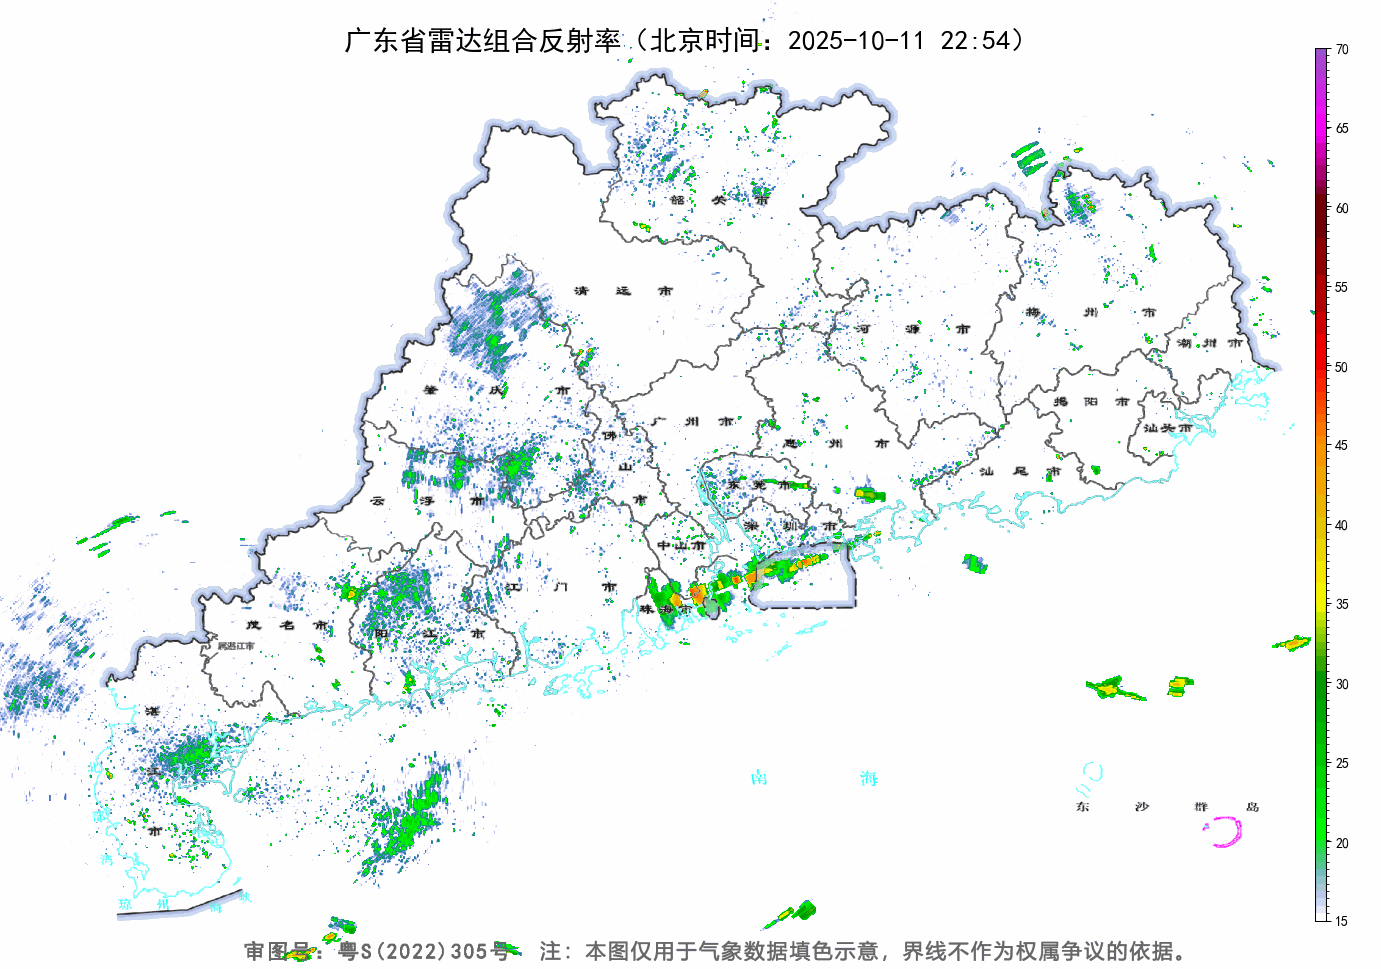 广东省雷达组合反射率（北京时间：2025-10-11 22:54）
70
65
60
55
50
45
40
35
30
25
20
15
韶关市
清远市
河源市
梅州市
潮州市
肇庆市
广州市
揭阳市
佛山市
惠州市
汕头市
云浮市
东莞市
汕尾市
深圳市
中山市
江门市
珠海市
茂名市
阳江市
属湛江市
湛江市
南海
东沙群岛
北部湾
琼州海峡
审图号：粤S(2022)305号 注：本图仅用于气象数据填色示意，界线不作为权属争议的依据。